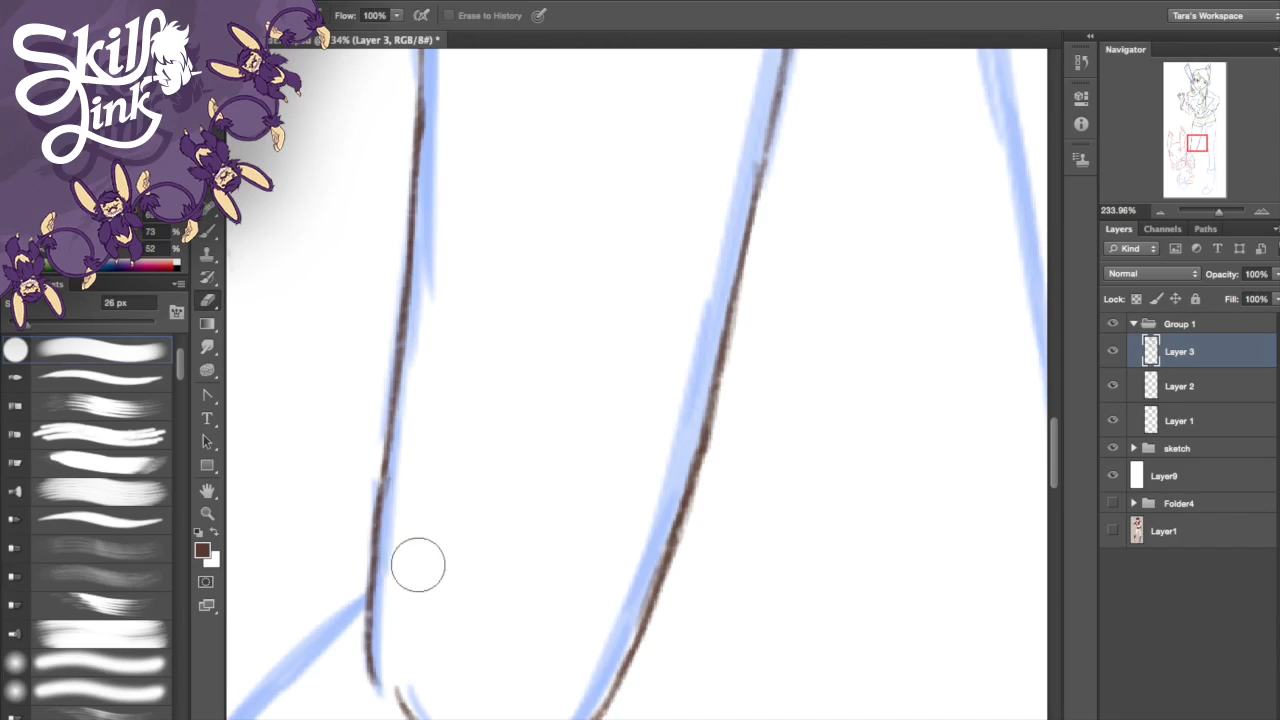 Skill
Link
Flow: 100%
Erase to History
Tara's Workspace
34% (Layer 3, RGB/8#) *
Navigator
233.96%
Layers
Channels
Paths
Kind
Normal
Opacity: 100%
Lock:
Fill: 100%
Group 1
Layer 3
Layer 2
Layer 1
sketch
Layer9
Folder4
Layer1
73 %
52 %
26 px